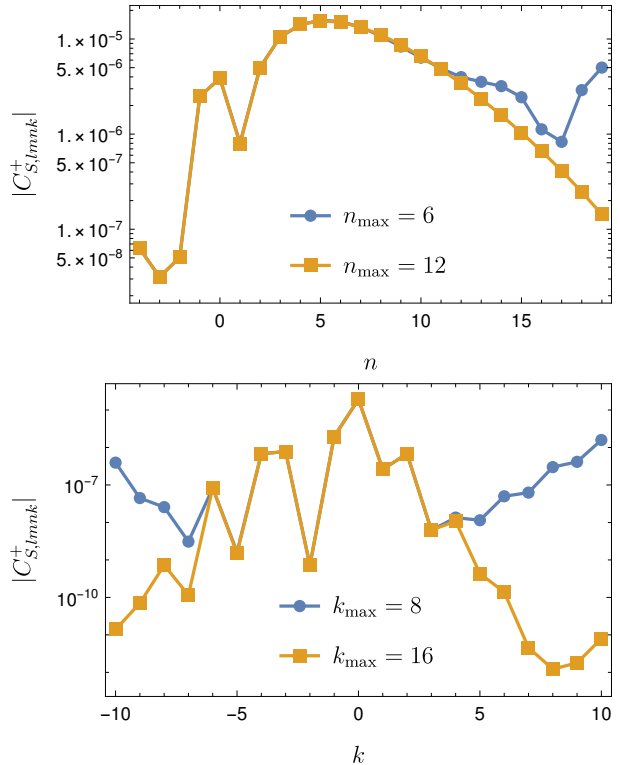 1.×10⁻⁵
5.×10⁻⁶
1.×10⁻⁶
5.×10⁻⁷
1.×10⁻⁷
5.×10⁻⁸
|C⁺_{S,lmnk}|
n_max = 6
n_max = 12
0 5 10 15
n
10⁻⁷
10⁻¹⁰
|C⁺_{S,lmnk}|
k_max = 8
k_max = 16
−10 −5 0 5 10
k